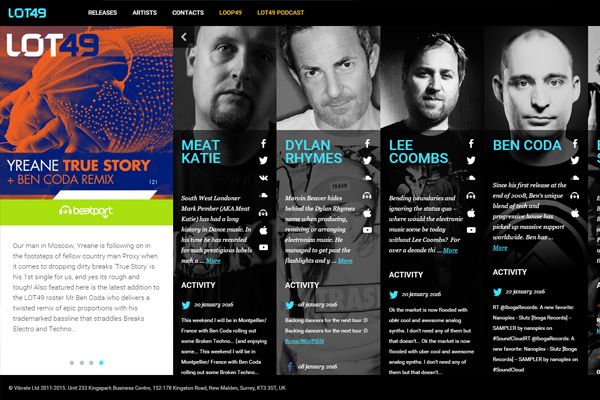 LOT49
RELEASES ARTISTS CONTACTS LOOP49 LOT49 PODCAST
LOT49
YREANE TRUE STORY
+ BEN CODA REMIX
121
beatport
Our man in Moscow, Yreane is following on in
the footsteps of fellow country man Proxy when
it comes to dropping dirty breaks 'True Story' is
his 1st single for us, and yes its rough and
tough! Also featured here is the latest addition to
the LOT49 roster Mr Ben Coda who delivers a
twisted remix of epic proportions with his
trademarked bassline that straddles Breaks
Electro and Techno...
MEAT
KATIE
South West Londoner
Mark Pember (AKA Meat
Katie) has had a long
history in Dance music. In
his time he has recorded
for such prestigious labels
such a ... More
ACTIVITY
20 january 2016
This weekend I will be in Montpellier/
France with Ben Coda rolling out
some Broken Techno... (and enjoying
some... This weekend I will be in
Montpellier/ France with Ben Coda
rolling out some Broken Techno...
DYLAN
RHYMES
Marvin Beaver hides
behind the Dylan Rhymes
name when producing,
remixing or arranging
electronic music. He
managed to get past the
flashlights and y ... More
ACTIVITY
08 january 2016
Backing dancers for the next tour :D
Backing dancers for the next tour :D
08 january 2016
LEE
COOMBS
Bending boundaries and
ignoring the status quo –
where would the electronic
music scene be today
without Lee Coombs? For
over a decade thi ... More
ACTIVITY
20 january 2016
Ok the market is now flooded with
uber cool and awesome analog
synths. I don't need any of them but
that doesn't... Ok the market is now
flooded with uber cool and awesome
analog synths. I don't need any of
them but that doesn't...
BEN CODA
Since his first release at the
end of 2008, Ben's unique
blend of tech and
progressive house has
picked up massive support
worldwide. Ben has ...
More
ACTIVITY
20 january 2016
RT @IbogaRecords: A new favorite:
Nanoplex - Slutz [Iboga Records]
– SAMPLER by nanoplex on
#SoundCloudRT @IbogaRecords: A
new favorite: Nanoplex - Slutz [Iboga
Records] – SAMPLER by nanoplex on
#SoundCloud
© Vibrate Ltd 2011-2015. Unit 233 Kingspark Business Centre, 152-178 Kingston Road, New Malden, Surrey, KT3 3ST, UK